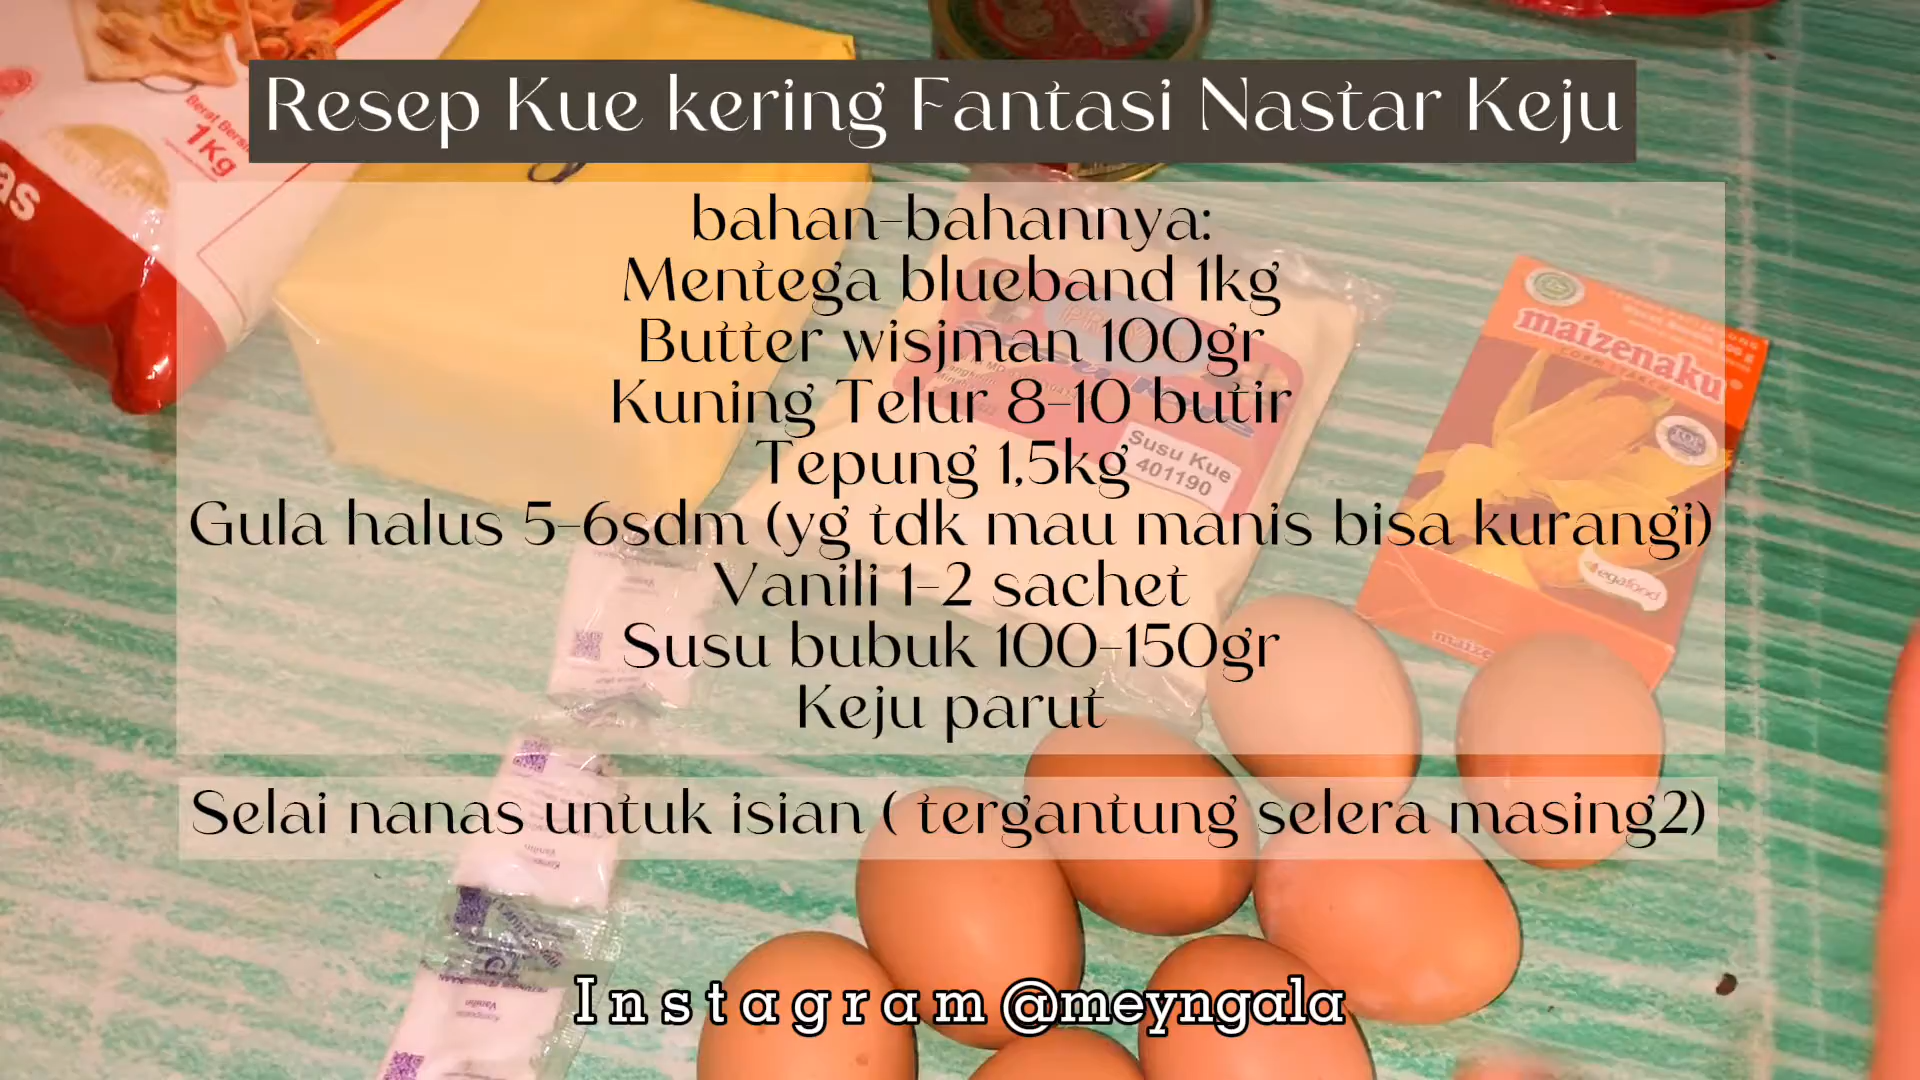 Resep Kue kering Fantasi Nastar Keju
bahan-bahannya:
Mentega blueband 1kg
Butter wisjman 100gr
Kuning Telur 8-10 butir
Tepung 1,5kg
Gula halus 5-6sdm (yg tdk mau manis bisa kurangi)
Vanili 1-2 sachet
Susu bubuk 100-150gr
Keju parut
Selai nanas untuk isian ( tergantung selera masing2)
Instagram @meyngala
Berat Bersih
1Kg
as
Susu Kue
401190
maizenaku
egafood